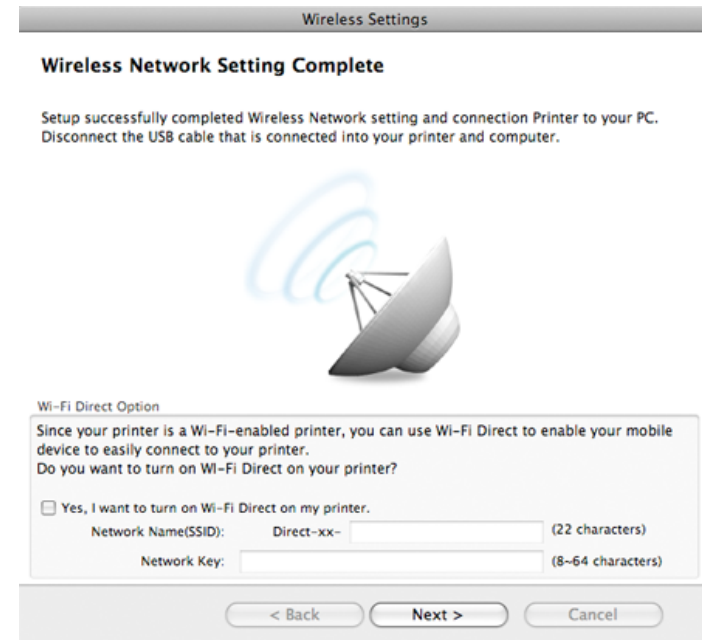 Wireless Settings
Wireless Network Setting Complete
Setup successfully completed Wireless Network setting and connection Printer to your PC.
Disconnect the USB cable that is connected into your printer and computer.
Wi-Fi Direct Option
Since your printer is a Wi-Fi-enabled printer, you can use Wi-Fi Direct to enable your mobile
device to easily connect to your printer.
Do you want to turn on WI-Fi Direct on your printer?
Yes, I want to turn on Wi-Fi Direct on my printer.
Network Name(SSID): Direct-xx- (22 characters)
Network Key: (8~64 characters)
< Back Next > Cancel